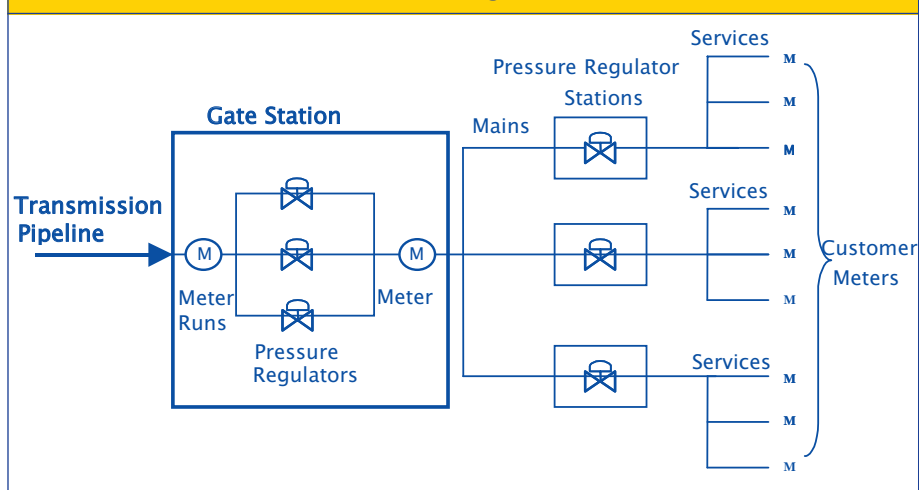 Services
M
Pressure Regulator
Stations
M
Gate Station
Mains
M
Transmission
Pipeline
Services
M
M
M
M
Customer
Meters
Meter
Runs
Meter
M
Pressure
Regulators
Services
M
M
M